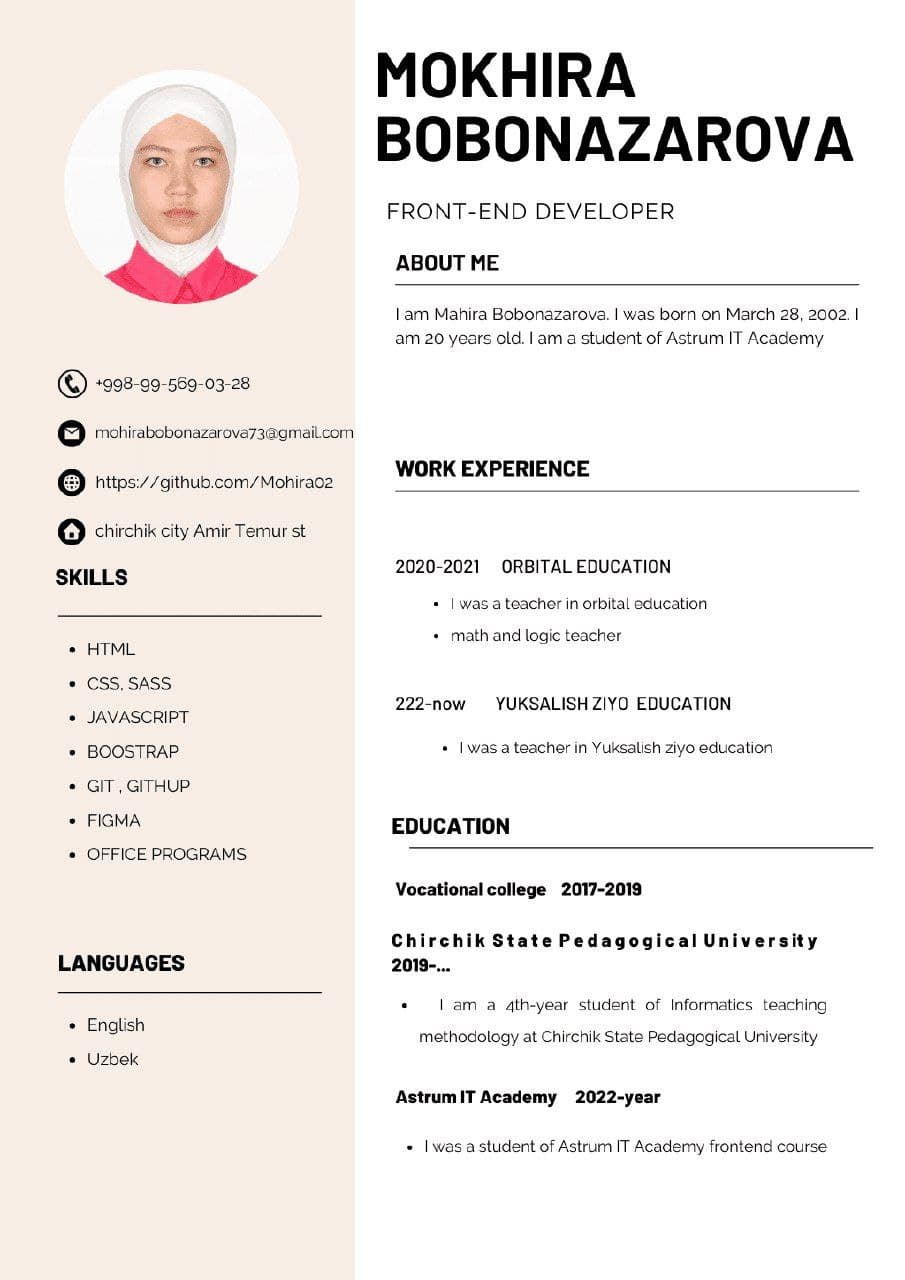 MOKHIRA
BOBONAZAROVA
FRONT-END DEVELOPER
+998-99-569-03-28
mohirabobonazarova73@gmail.com
https://github.com/Mohira02
chirchik city Amir Temur st
SKILLS
HTML
CSS, SASS
JAVASCRIPT
BOOSTRAP
GIT , GITHUP
FIGMA
OFFICE PROGRAMS
LANGUAGES
English
Uzbek
ABOUT ME
I am Mahira Bobonazarova. I was born on March 28, 2002. I
am 20 years old. I am a student of Astrum IT Academy
WORK EXPERIENCE
2020-2021 ORBITAL EDUCATION
I was a teacher in orbital education
math and logic teacher
222-now YUKSALISH ZIYO EDUCATION
I was a teacher in Yuksalish ziyo education
EDUCATION
Vocational college 2017-2019
Chirchik State Pedagogical University
2019-...
I am a 4th-year student of Informatics teaching
methodology at Chirchik State Pedagogical University
Astrum IT Academy 2022-year
I was a student of Astrum IT Academy frontend course